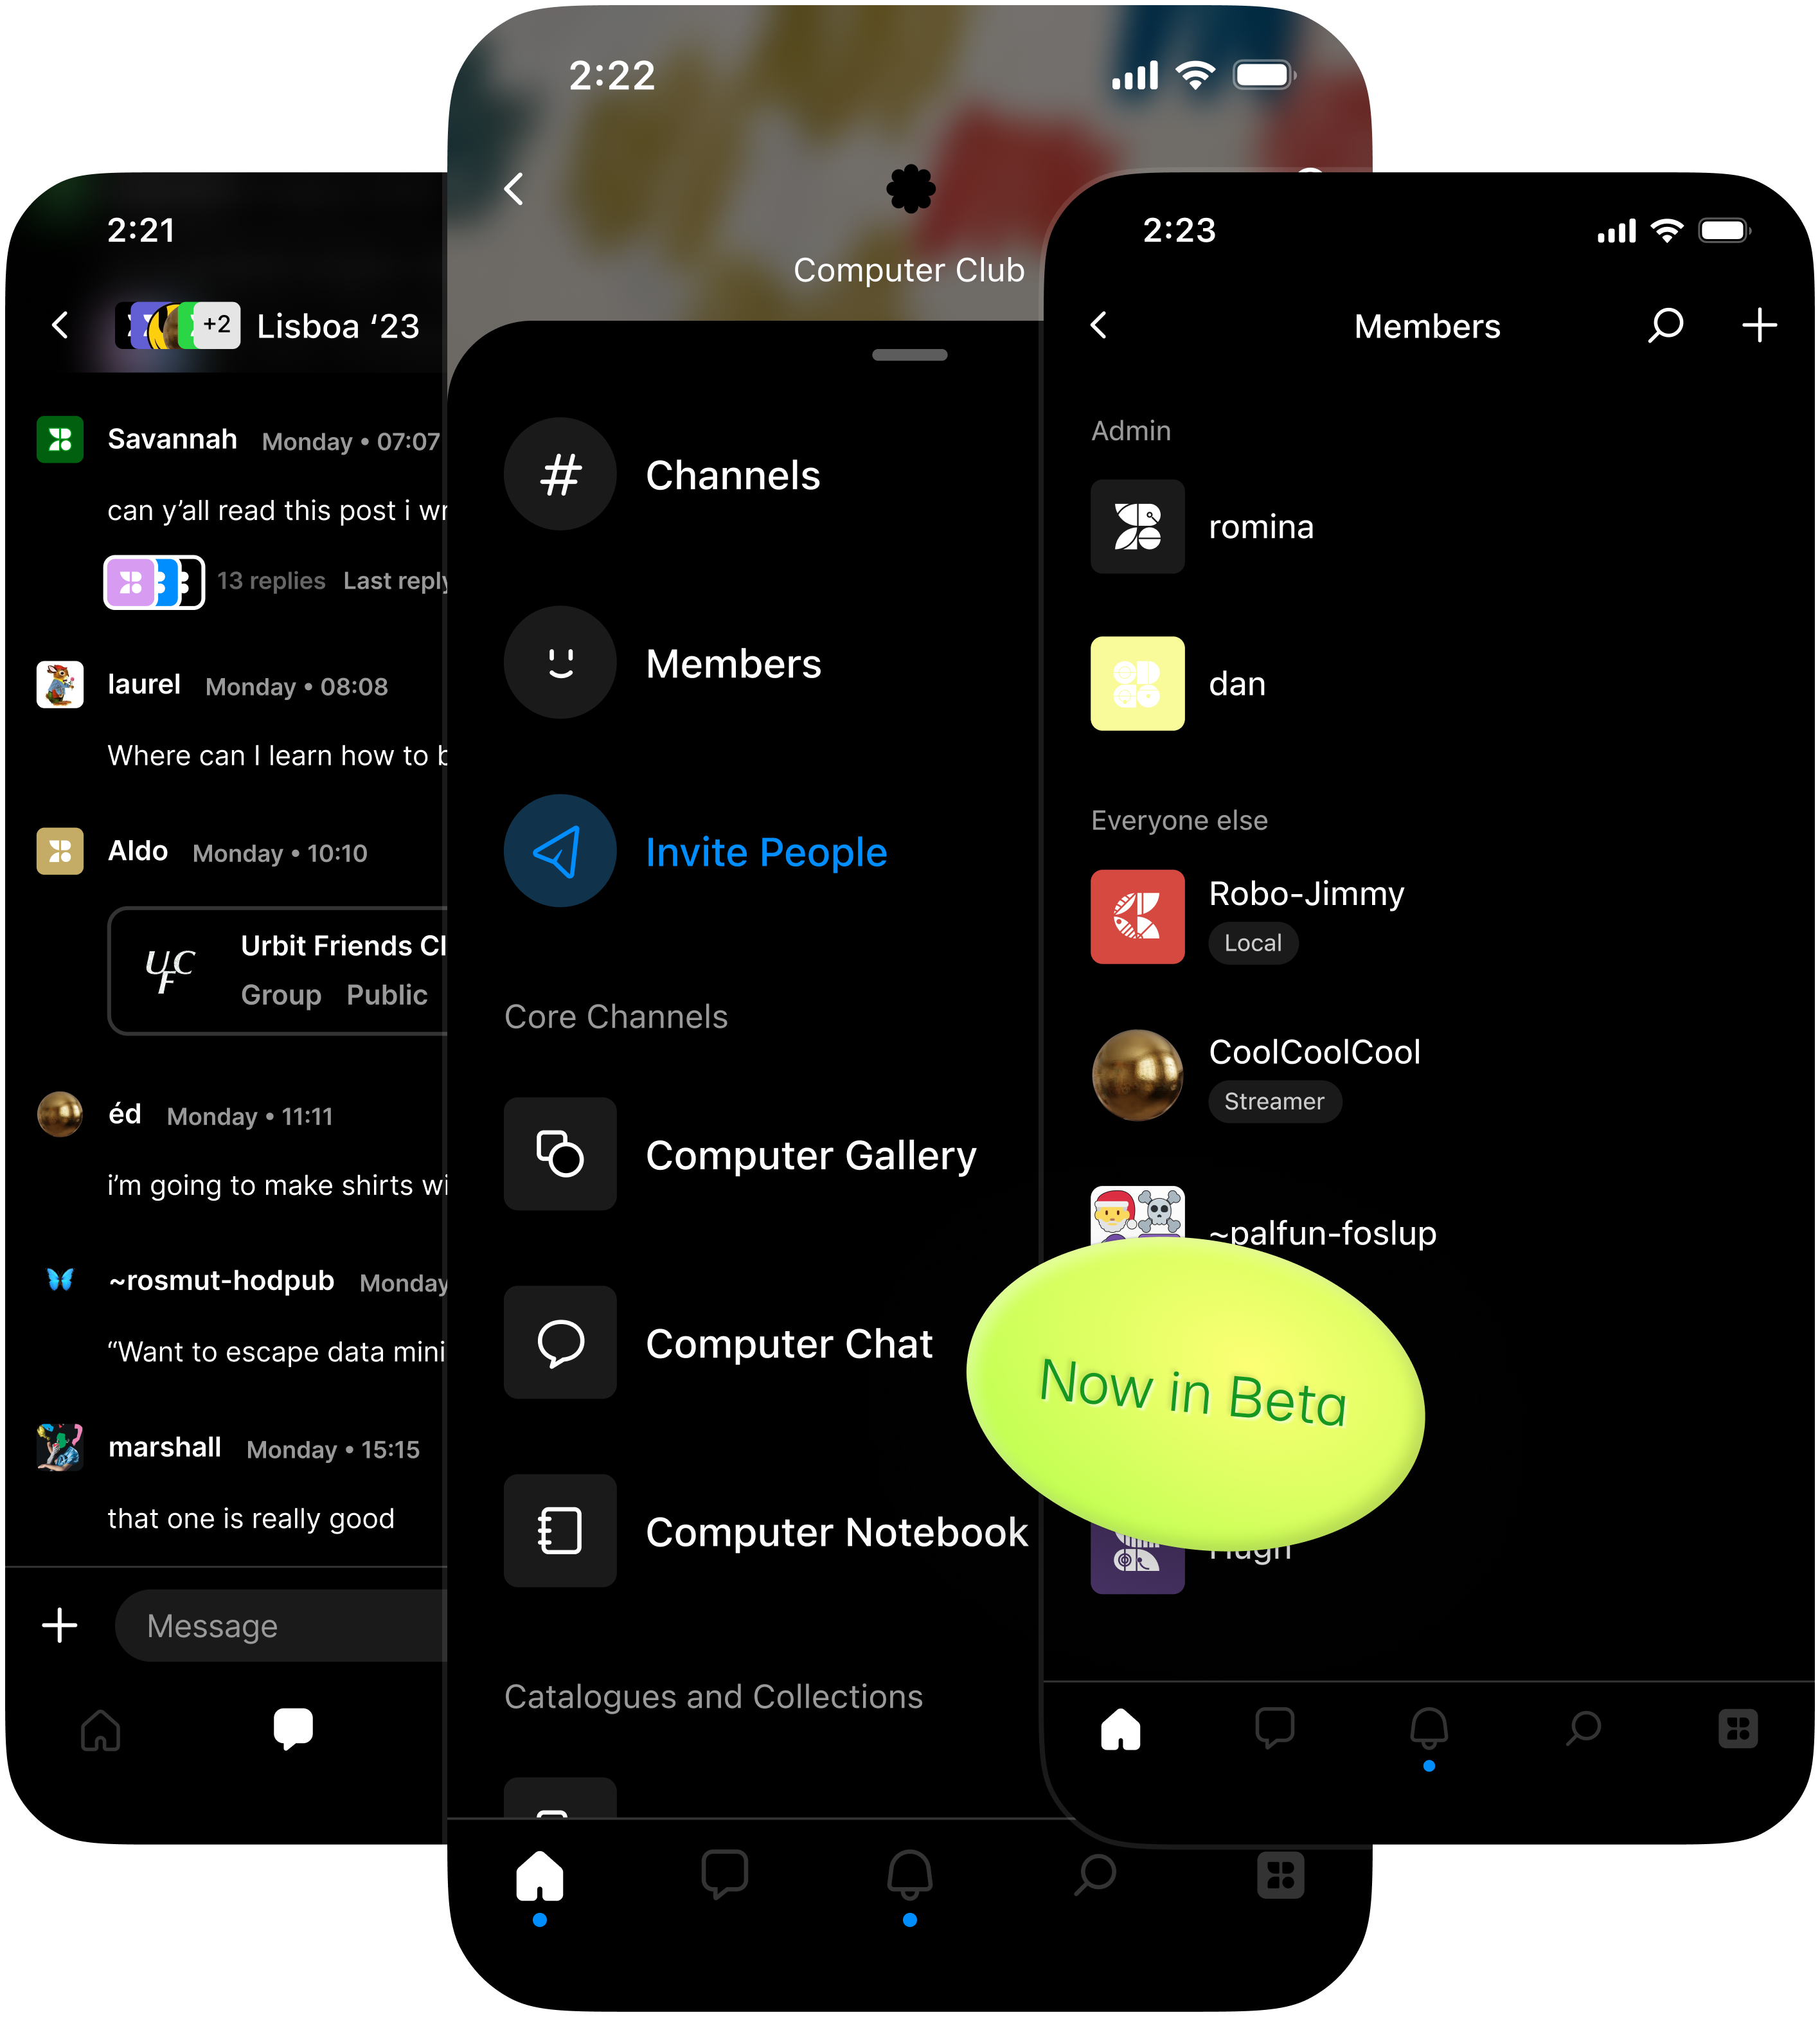 2:21
+2
Lisboa ‘23
Savannah Monday • 07:07
can y’all read this post i
13 replies Last reply
laurel Monday • 08:08
Where can I learn how to
Aldo Monday • 10:10
UFC
Urbit Friends
Group Public
éd Monday • 11:11
i’m going to make shirts
~rosmut-hodpub Monday
“Want to escape data
marshall Monday • 15:15
that one is really good
Message
2:22
Computer Club
Channels
Members
Invite People
Core Channels
Computer Gallery
Computer Chat
Computer Notebook
Catalogues and Collections
2:23
Members
Admin
romina
dan
Everyone else
Robo-Jimmy
Local
CoolCoolCool
Streamer
~palfun-foslup
Now in Beta
Hugh